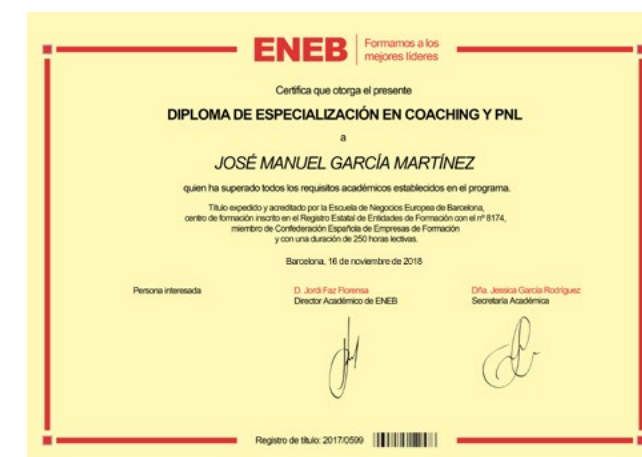 ENEB
Formamos a los
mejores líderes
Certifica que otorga el presente
DIPLOMA DE ESPECIALIZACIÓN EN COACHING Y PNL
a
JOSÉ MANUEL GARCÍA MARTÍNEZ
quien ha superado todos los requisitos académicos establecidos en el programa.
Título expedido y acreditado por la Escuela de Negocios Europea de Barcelona,
centro de formación inscrito en el Registro Estatal de Entidades de Formación con el nº 8174,
miembro de Confederación Española de Empresas de Formación
y con una duración de 250 horas lectivas.
Barcelona, 16 de noviembre de 2018
Persona interesada
D. Jordi Faz Florensa
Director Académico de ENEB
Dña. Jessica García Rodríguez
Secretaría Académica
Registro de título: 2017/0599